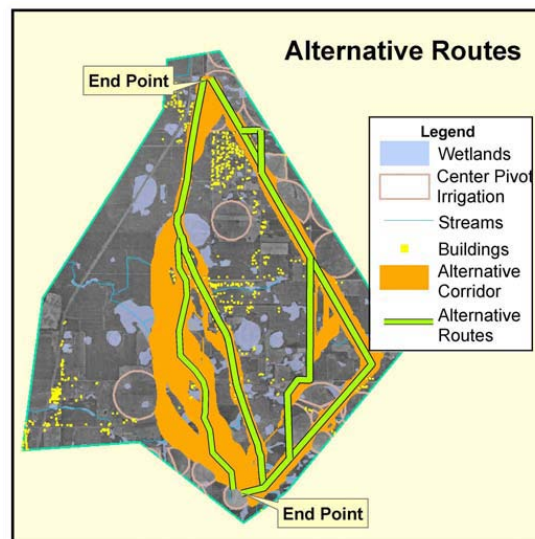 Alternative Routes
End Point
Legend
Wetlands
Center Pivot
Irrigation
Streams
Buildings
Alternative
Corridor
Alternative
Routes
End Point